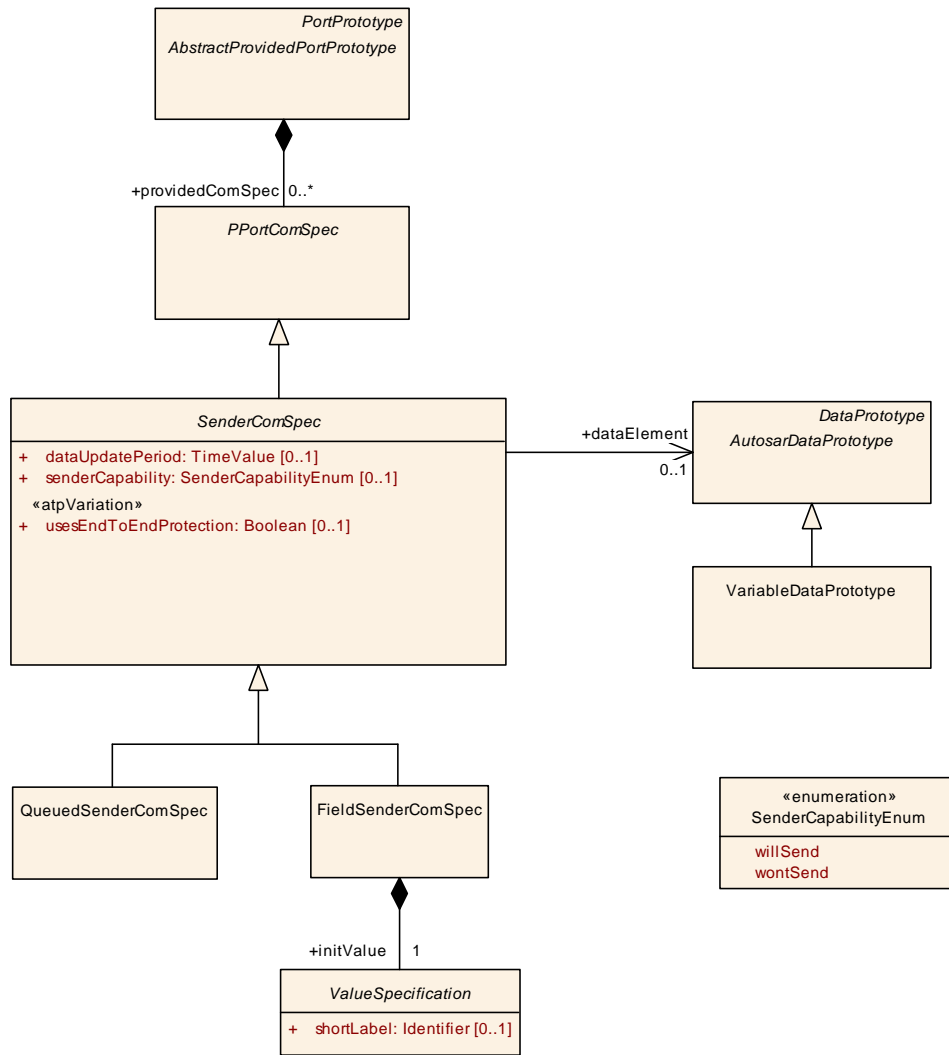 PortPrototype
AbstractProvidedPortPrototype
+providedComSpec 0..*
PPortComSpec
SenderComSpec
+ dataUpdatePeriod: TimeValue [0..1]
+ senderCapability: SenderCapabilityEnum [0..1]
«atpVariation»
+ usesEndToEndProtection: Boolean [0..1]
+dataElement
0..1
DataPrototype
AutosarDataPrototype
VariableDataPrototype
QueuedSenderComSpec
FieldSenderComSpec
«enumeration»
SenderCapabilityEnum
willSend
wontSend
+initValue 1
ValueSpecification
+ shortLabel: Identifier [0..1]